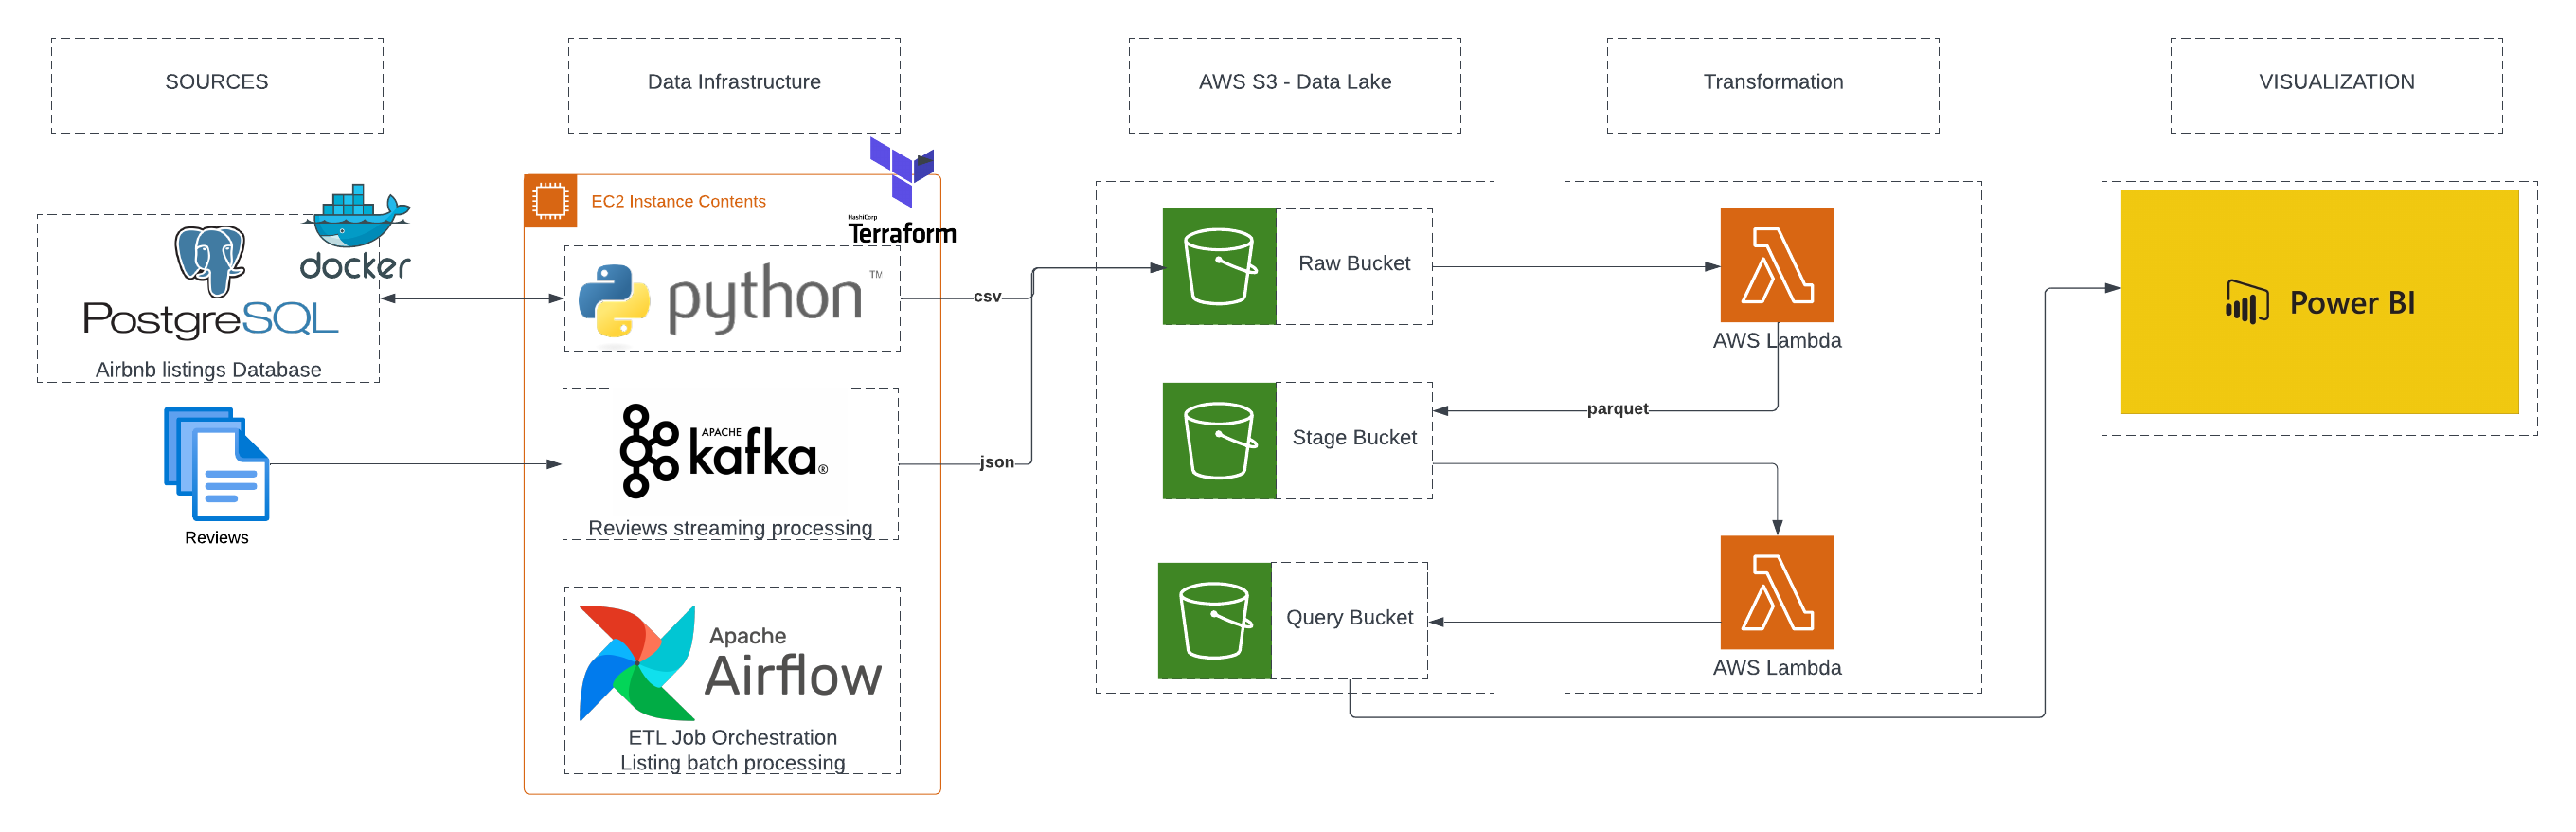 SOURCES
Data Infrastructure
AWS S3 - Data Lake
Transformation
VISUALIZATION
docker
PostgreSQL
Airbnb listings Database
Reviews
EC2 Instance Contents
HashiCorp
Terraform
python
TM
csv
APACHE
kafka®
json
Reviews streaming processing
Apache
Airflow
ETL Job Orchestration
Listing batch processing
Raw Bucket
Stage Bucket
Query Bucket
AWS Lambda
parquet
AWS Lambda
Power BI